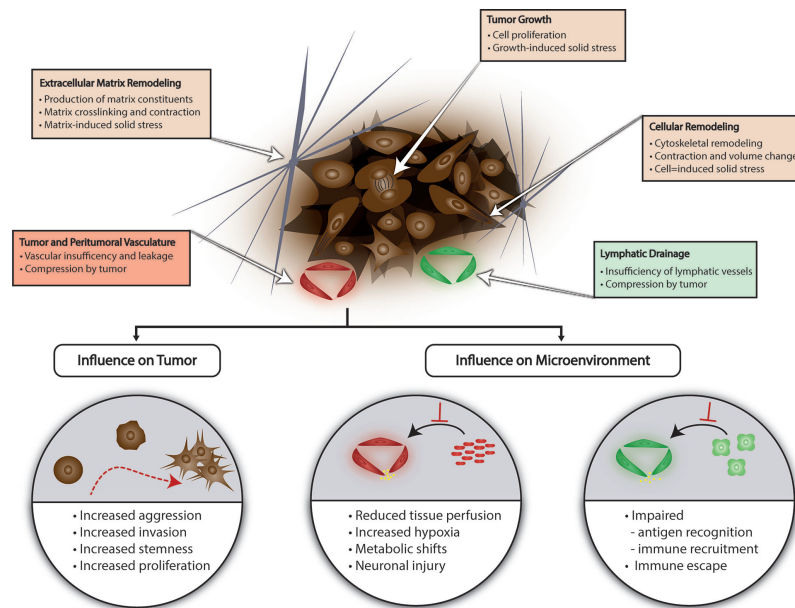 Tumor Growth
• Cell proliferation
• Growth-induced solid stress
Extracellular Matrix Remodeling
• Production of matrix constituents
• Matrix crosslinking and contraction
• Matrix-induced solid stress
Cellular Remodeling
• Cytoskeletal remodeling
• Contraction and volume change
• Cell=induced solid stress
Tumor and Peritumoral Vasculature
• Vascular insufficency and leakage
• Compression by tumor
Lymphatic Drainage
• Insufficiency of lymphatic vessels
• Compression by tumor
Influence on Tumor
Influence on Microenvironment
• Increased aggression
• Increased invasion
• Increased stemness
• Increased proliferation
• Reduced tissue perfusion
• Increased hypoxia
• Metabolic shifts
• Neuronal injury
• Impaired
- antigen recognition
- immune recruitment
• Immune escape